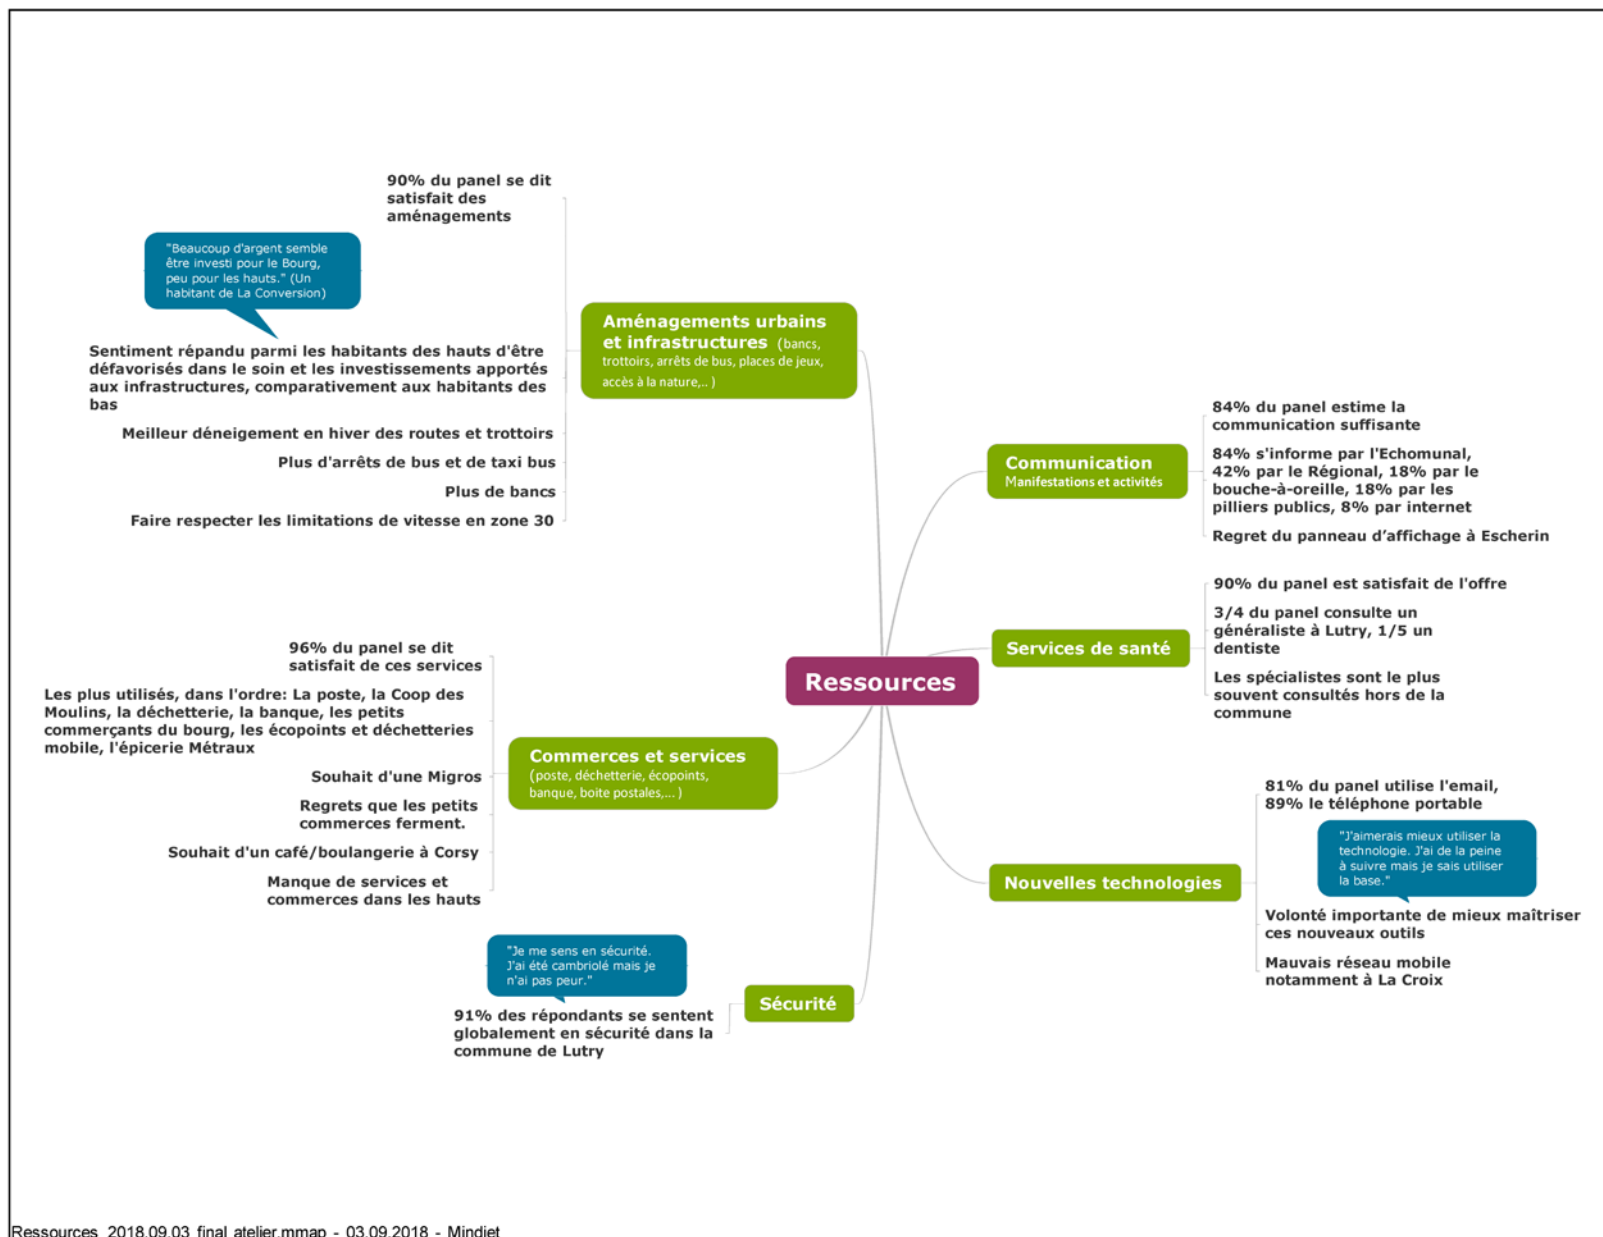 90% du panel se dit
satisfait des
aménagements
"Beaucoup d'argent semble
être investi pour le Bourg,
peu pour les hauts." (Un
habitant de La Conversion)
Sentiment répandu parmi les habitants des hauts d'être
défavorisés dans le soin et les investissements apportés
aux infrastructures, comparativement aux habitants des
bas
Meilleur déneigement en hiver des routes et trottoirs
Plus d'arrêts de bus et de taxi bus
Plus de bancs
Faire respecter les limitations de vitesse en zone 30
Aménagements urbains
et infrastructures (bancs,
trottoirs, arrêts de bus, places de jeux,
accès à la nature,.. )
Communication
Manifestations et activités
84% du panel estime la
communication suffisante
84% s'informe par l'Echomunal,
42% par le Régional, 18% par le
bouche-à-oreille, 18% par les
pilliers publics, 8% par internet
Regret du panneau d'affichage à Escherin
Services de santé
90% du panel est satisfait de l'offre
3/4 du panel consulte un
généraliste à Lutry, 1/5 un
dentiste
Les spécialistes sont le plus
souvent consultés hors de la
commune
Ressources
96% du panel se dit
satisfait de ces services
Les plus utilisés, dans l'ordre: La poste, la Coop des
Moulins, la déchetterie, la banque, les petits
commerçants du bourg, les écopoints et déchetteries
mobile, l'épicerie Métraux
Souhait d'une Migros
Regrets que les petits
commerces ferment.
Souhait d'un café/boulangerie à Corsy
Manque de services et
commerces dans les hauts
Commerces et services
(poste, déchetterie, écopoints,
banque, boite postales,... )
Nouvelles technologies
81% du panel utilise l'email,
89% le téléphone portable
"J'aimerais mieux utiliser la
technologie. J'ai de la peine
à suivre mais je sais utiliser
la base."
Volonté importante de mieux maîtriser
ces nouveaux outils
Mauvais réseau mobile
notamment à La Croix
"Je me sens en sécurité.
J'ai été cambriolé mais je
n'ai pas peur."
91% des répondants se sentent
globalement en sécurité dans la
commune de Lutry
Sécurité
Ressources_2018.09.03_final atelier.mmap - 03.09.2018 - Mindjet